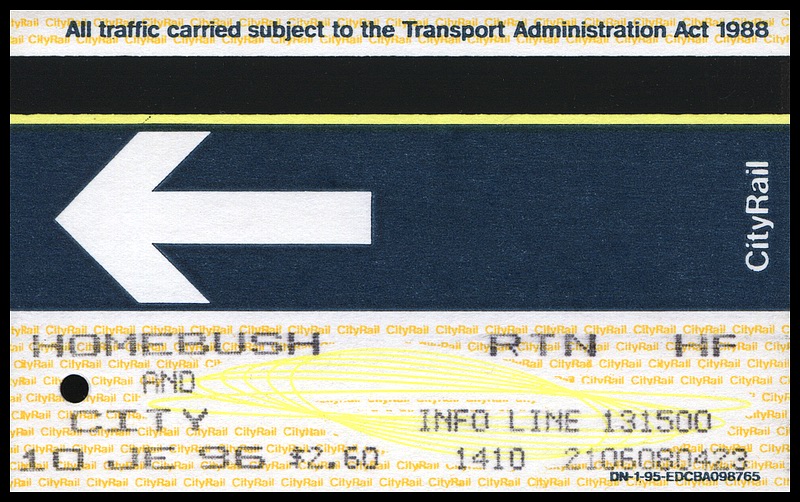 All traffic carried subject to the Transport Administration Act 1988
CityRail
HOMEBUSH RTN HF
AND
CITY INFO LINE 131500
10 JE 96 $2.60 1410 2106080423
DN-1-95-EDCBA098765